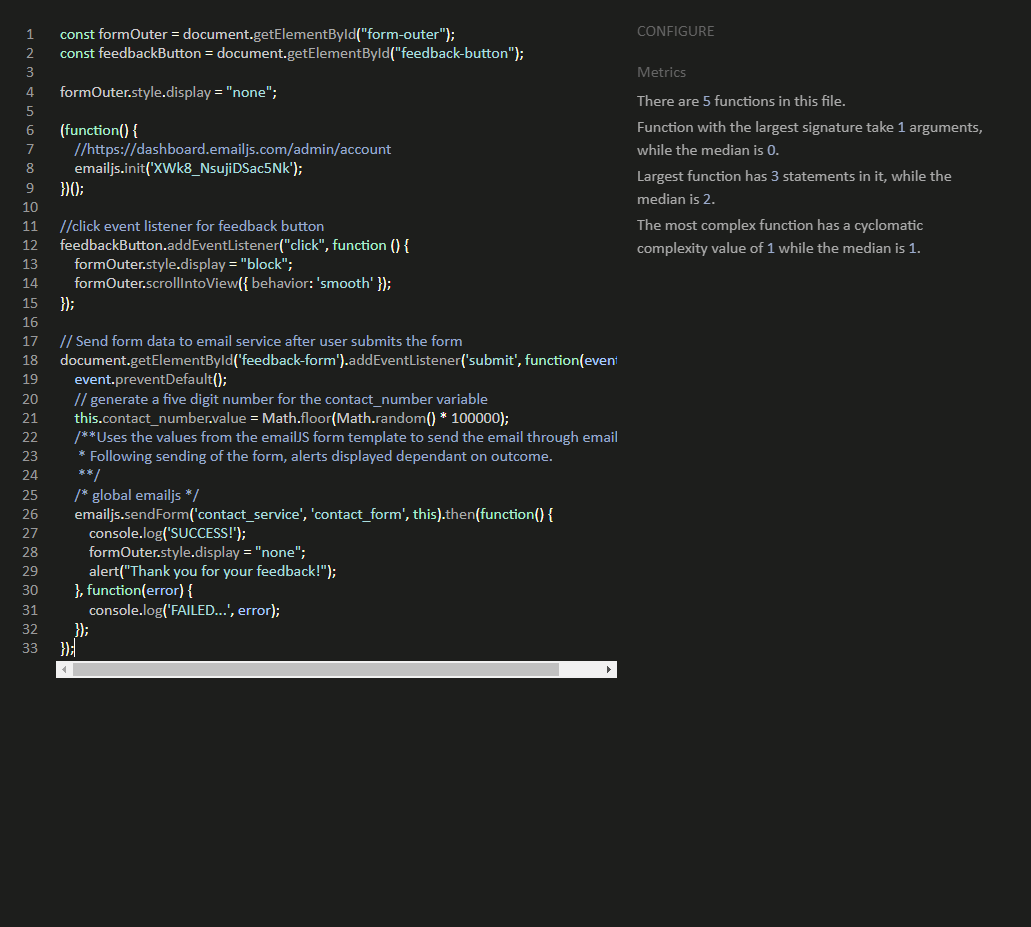 1 const formOuter = document.getElementById("form-outer");
2 const feedbackButton = document.getElementById("feedback-button");
3
4 formOuter.style.display = "none";
5
6 (function() {
7 //https://dashboard.emailjs.com/admin/account
8 emailjs.init('XWk8_NsujiDSac5Nk');
9 })();
10
11 //click event listener for feedback button
12 feedbackButton.addEventListener("click", function () {
13 formOuter.style.display = "block";
14 formOuter.scrollIntoView({ behavior: 'smooth' });
15 });
16
17 // Send form data to email service after user submits the form
18 document.getElementById('feedback-form').addEventListener('submit', function(event
19 event.preventDefault();
20 // generate a five digit number for the contact_number variable
21 this.contact_number.value = Math.floor(Math.random() * 100000);
22 /**Uses the values from the emailJS form template to send the email through email
23 * Following sending of the form, alerts displayed dependant on outcome.
24 **/
25 /* global emailjs */
26 emailjs.sendForm('contact_service', 'contact_form', this).then(function() {
27 console.log('SUCCESS!');
28 formOuter.style.display = "none";
29 alert("Thank you for your feedback!");
30 }, function(error) {
31 console.log('FAILED...', error);
32 });
33 });
CONFIGURE
Metrics
There are 5 functions in this file.
Function with the largest signature take 1 arguments,
while the median is 0.
Largest function has 3 statements in it, while the
median is 2.
The most complex function has a cyclomatic
complexity value of 1 while the median is 1.